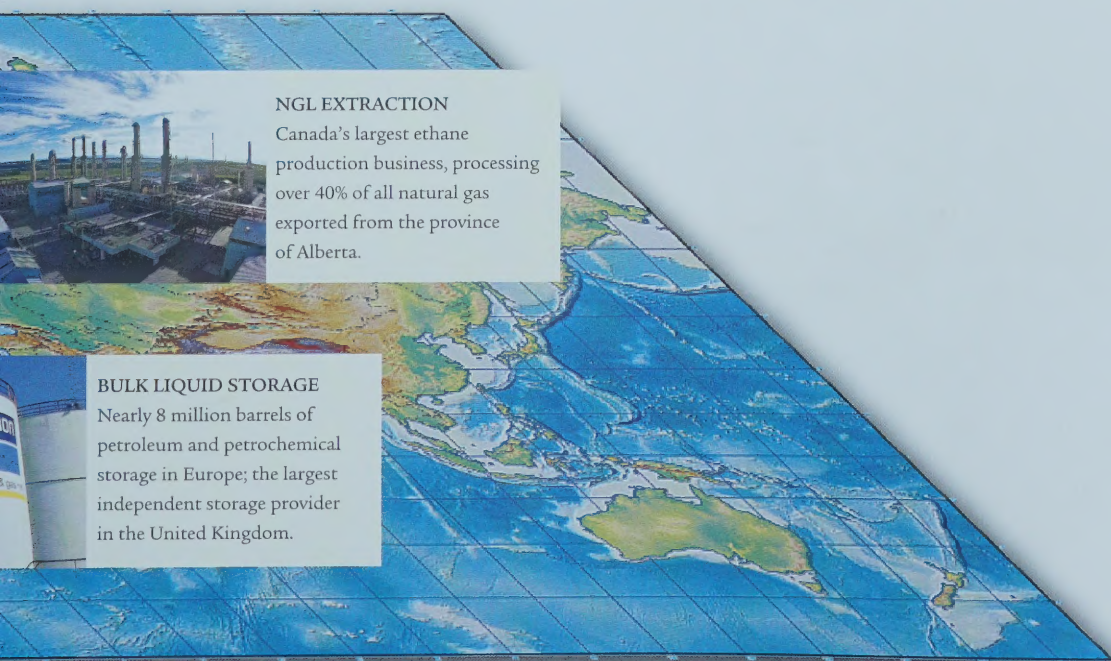 NGL EXTRACTION
Canada's largest ethane
production business, processing
over 40% of all natural gas
exported from the province
of Alberta.
BULK LIQUID STORAGE
Nearly 8 million barrels of
petroleum and petrochemical
storage in Europe; the largest
independent storage provider
in the United Kingdom.